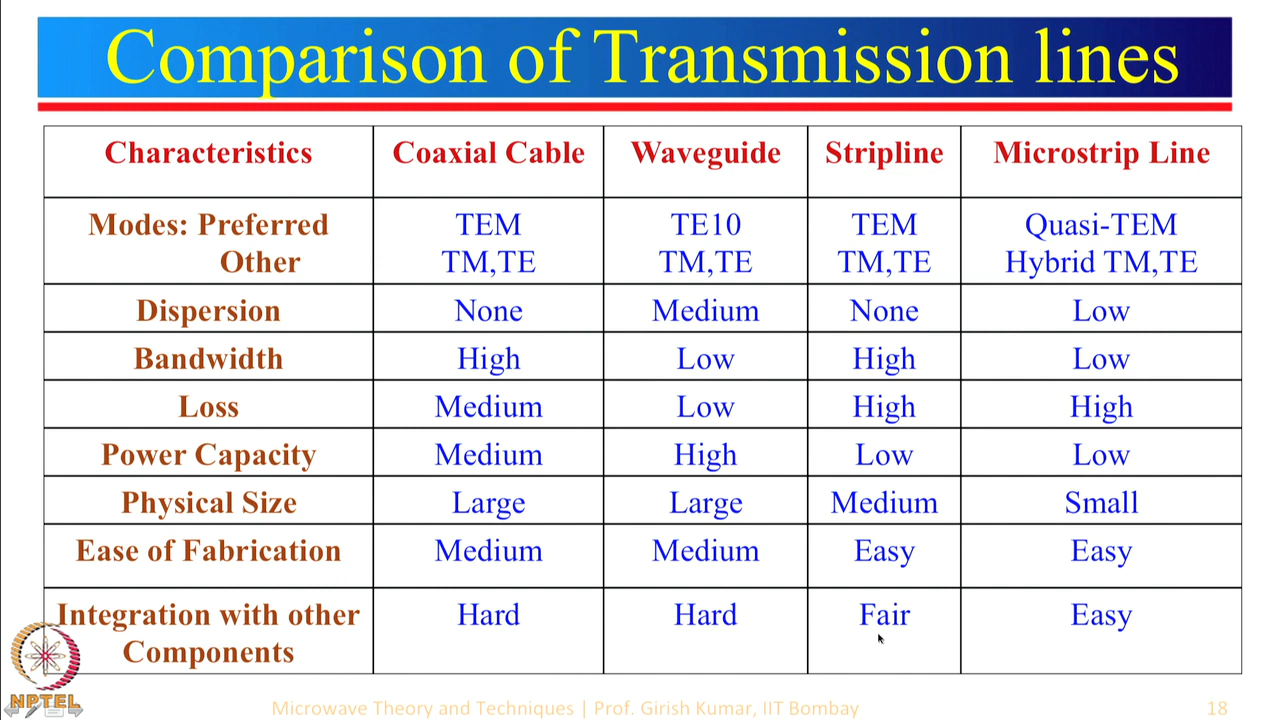 Comparison of Transmission lines
Characteristics Coaxial Cable Waveguide Stripline Microstrip Line
Modes: Preferred TEM TE10 TEM Quasi-TEM
Other TM,TE TM,TE TM,TE Hybrid TM,TE
Dispersion None Medium None Low
Bandwidth High Low High Low
Loss Medium Low High High
Power Capacity Medium High Low Low
Physical Size Large Large Medium Small
Ease of Fabrication Medium Medium Easy Easy
Integration with other Hard Hard Fair Easy
Components
NPTEL
Microwave Theory and Techniques | Prof. Girish Kumar, IIT Bombay 18